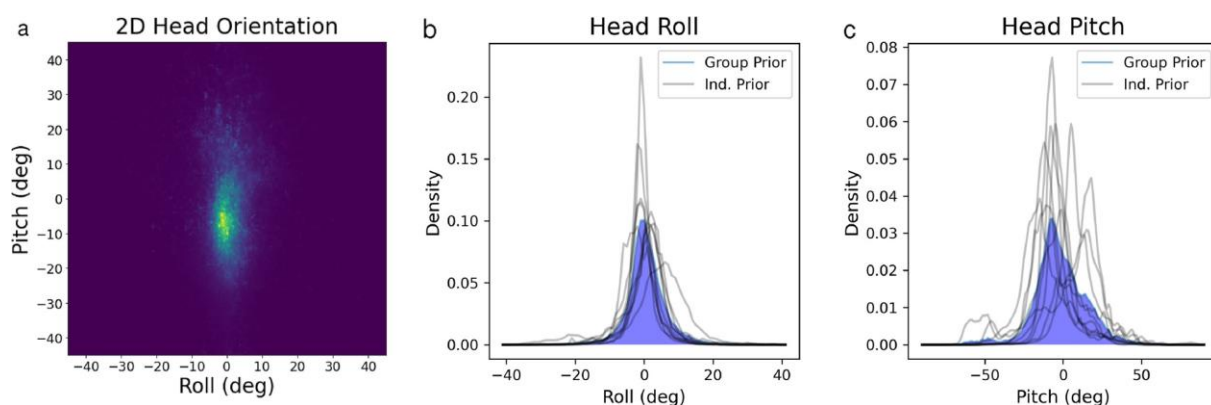 a
2D Head Orientation
Pitch (deg)
40
30
20
10
0
−10
−20
−30
−40
−40 −30 −20 −10 0 10 20 30 40
Roll (deg)
b
Head Roll
Group Prior
Ind. Prior
Density
0.20
0.15
0.10
0.05
0.00
−40 −20 0 20 40
Roll (deg)
c
Head Pitch
Group Prior
Ind. Prior
Density
0.08
0.07
0.06
0.05
0.04
0.03
0.02
0.01
0.00
−50 0 50
Pitch (deg)